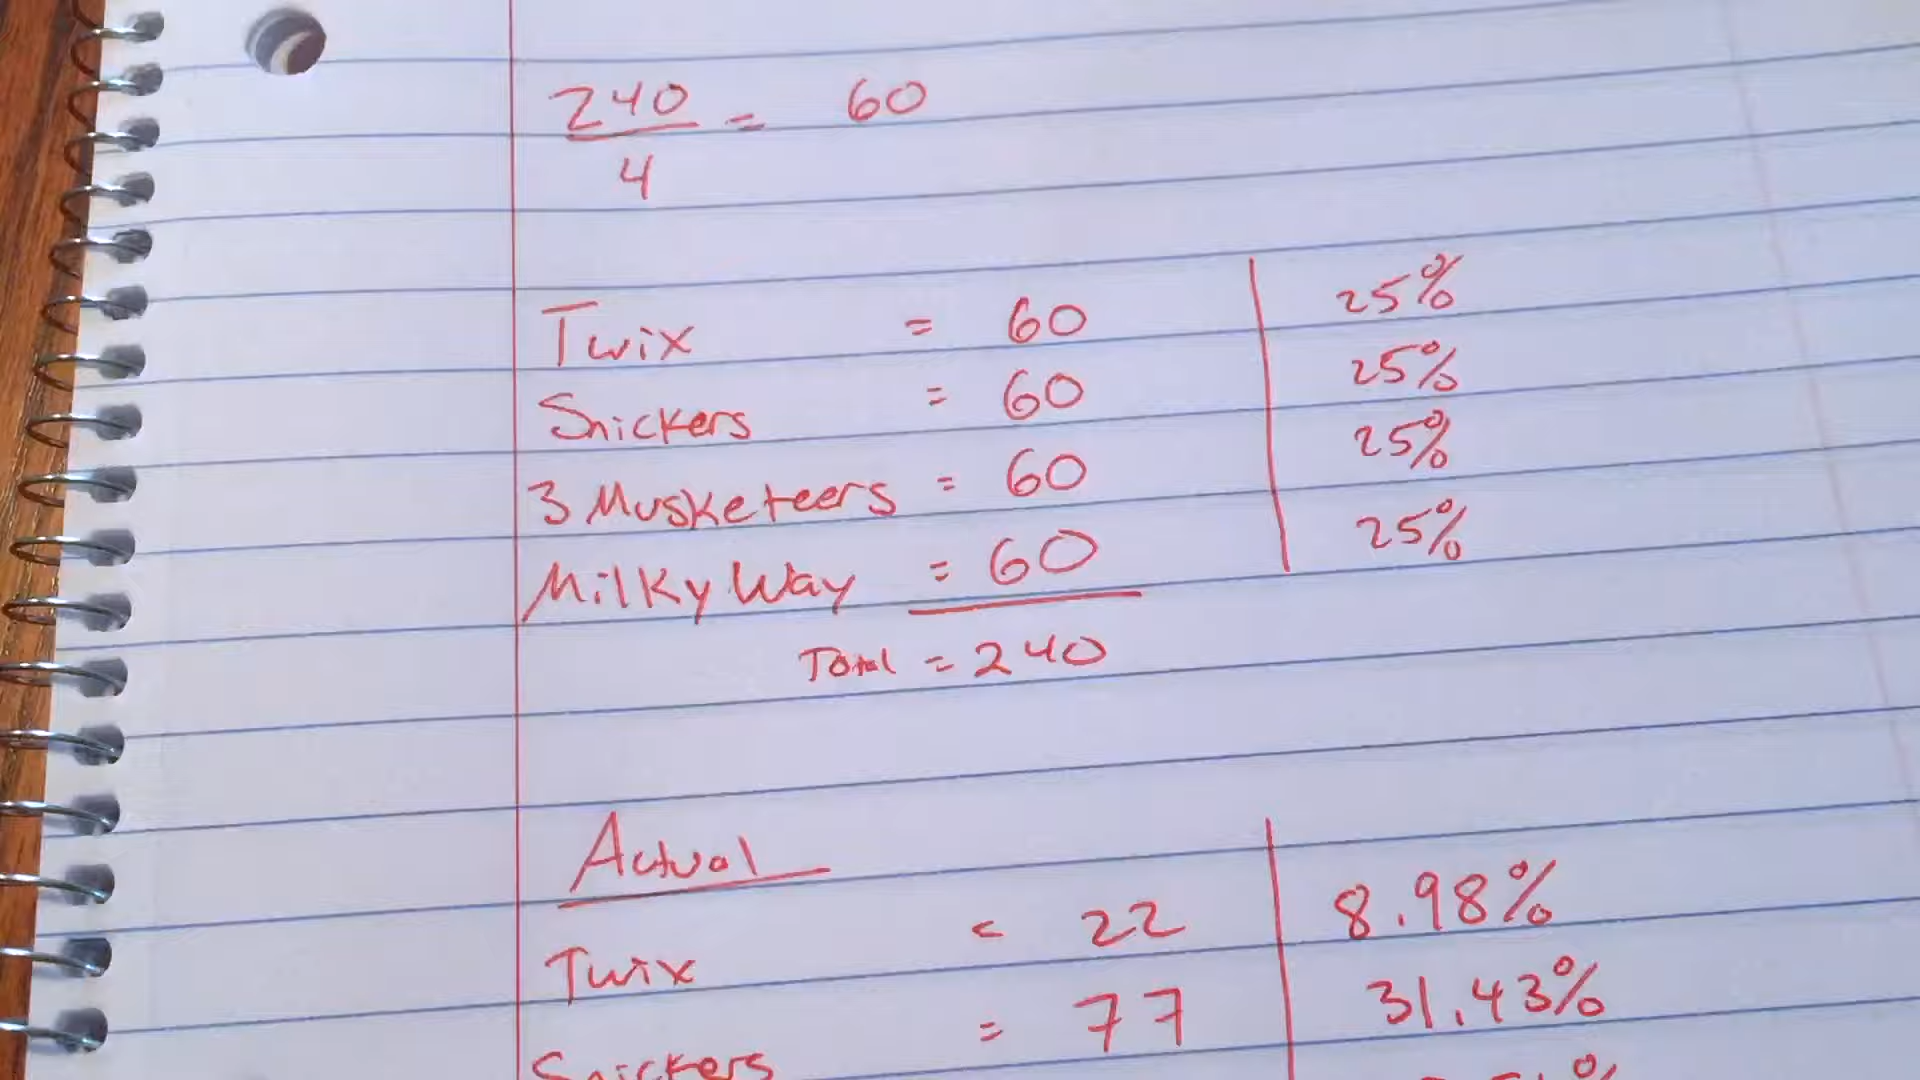 240
— = 60
4
Twix = 60 | 25%
Snickers = 60 | 25%
3 Musketeers = 60 | 25%
Milky Way = 60 | 25%
Total = 240
Actual
Twix = 22 | 8.98%
Snickers = 77 | 31.43%